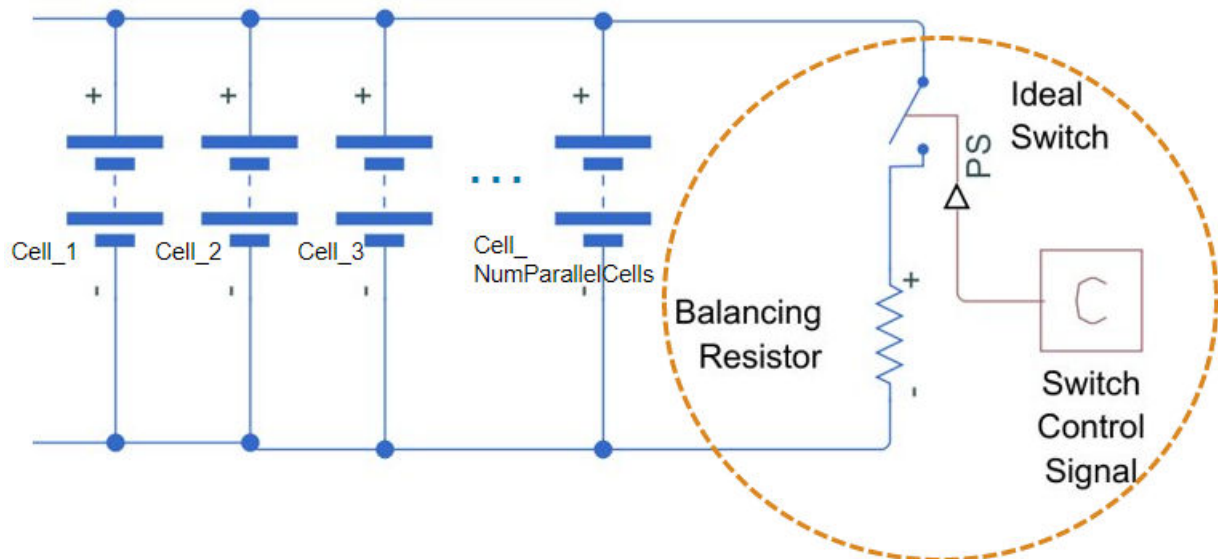 + + + +
Ideal
Switch
PS
...
Cell_1
Cell_2
Cell_3
Cell_
NumParallelCells
- - - -
+
Balancing
Resistor
-
C
Switch
Control
Signal